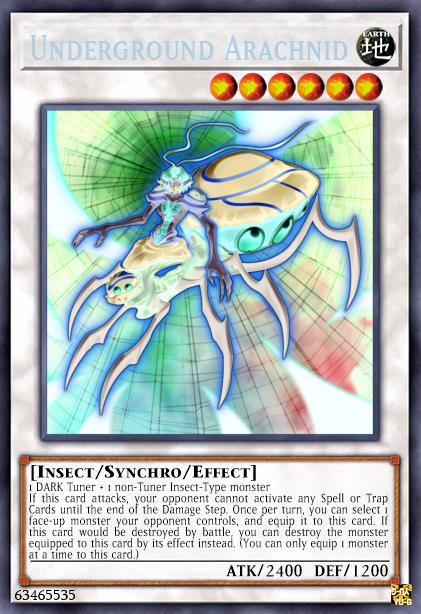 Underground Arachnid
EARTH
地
[Insect/Synchro/Effect]
1 DARK Tuner + 1 non-Tuner Insect-Type monster
If this card attacks, your opponent cannot activate any Spell or Trap
Cards until the end of the Damage Step. Once per turn, you can select 1
face-up monster your opponent controls, and equip it to this card. If
this card would be destroyed by battle, you can destroy the monster
equipped to this card by its effect instead. (You can only equip 1 monster
at a time to this card.)
ATK/2400 DEF/1200
63465535